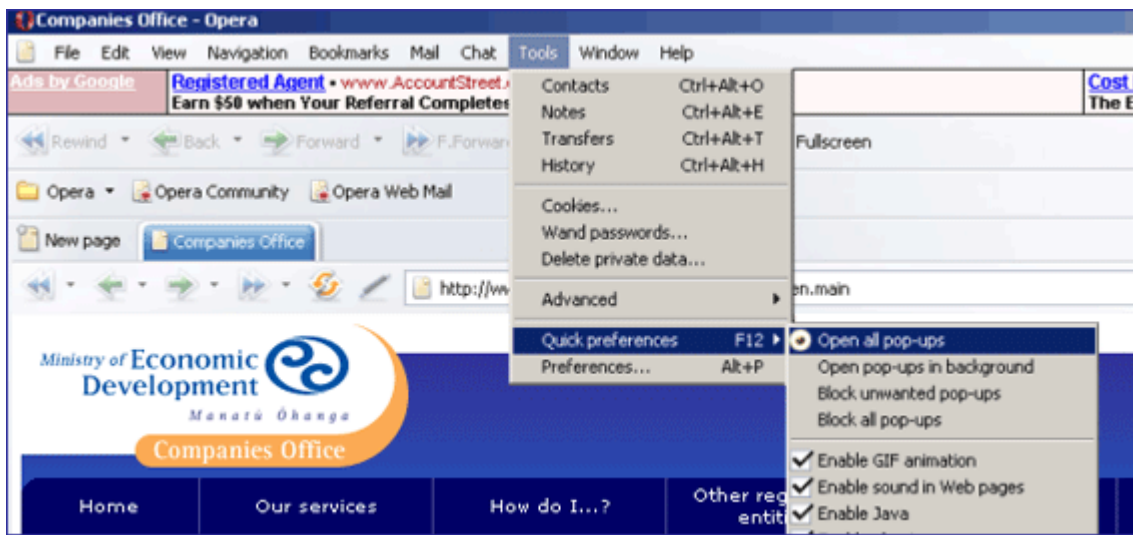 Companies Office - Opera
File Edit View Navigation Bookmarks Mail Chat Tools Window Help
Ads by Google Registered Agent • www.AccountStreet. Cost
Earn $50 when Your Referral Completes The E
Contacts Ctrl+Alt+O
Notes Ctrl+Alt+E
Transfers Ctrl+Alt+T
History Ctrl+Alt+H
Cookies...
Wand passwords...
Delete private data...
Advanced
Quick preferences F12
Preferences... Alt+P
Rewind Back Forward F.Forward Fullscreen
Opera Opera Community Opera Web Mail
New page Companies Office
http://ww en.main
Open all pop-ups
Open pop-ups in background
Block unwanted pop-ups
Block all pop-ups
Enable GIF animation
Enable sound in Web pages
Enable Java
Ministry of Economic
Development
Manatū Ōhanga
Companies Office
Home Our services How do I...? Other reg
entiti